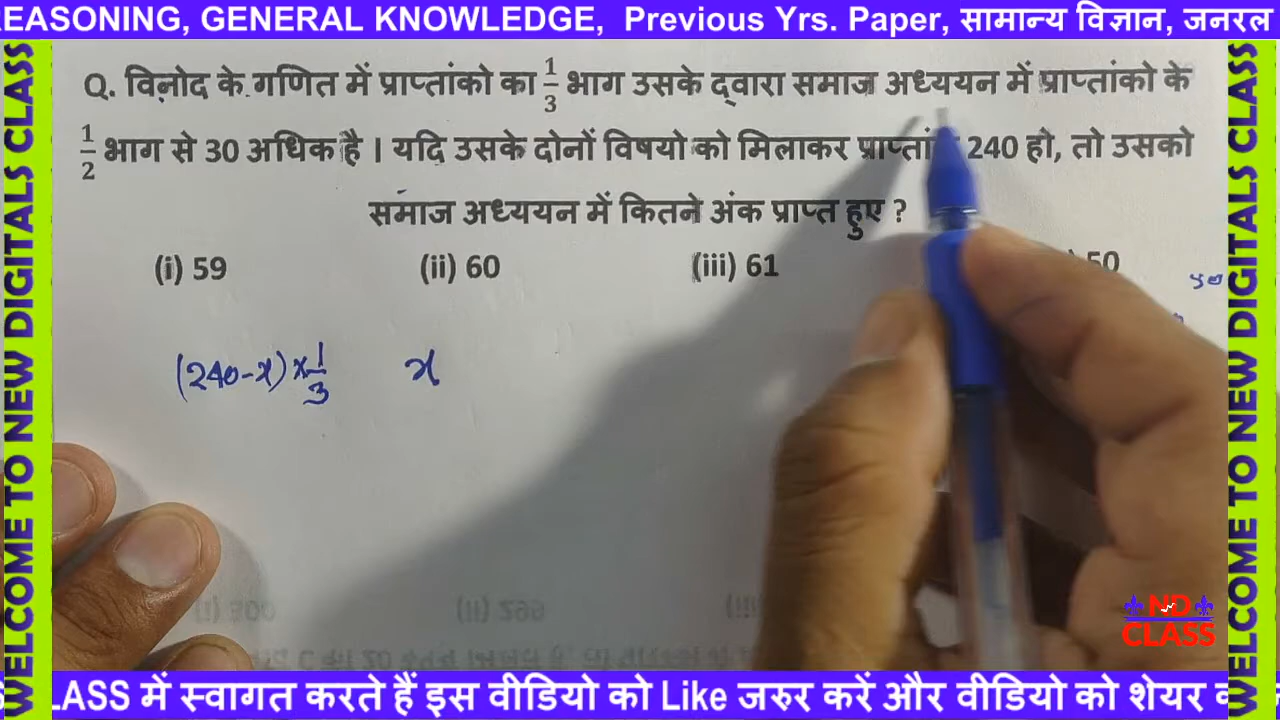 REASONING, GENERAL KNOWLEDGE, Previous Yrs. Paper, सामान्य विज्ञान, जनरल
WELCOME TO NEW DIGITALS CLASS
Q. विनोद के गणित में प्राप्तांको का 1/3 भाग उसके द्वारा समाज अध्ययन में प्राप्तांको के
1/2 भाग से 30 अधिक है । यदि उसके दोनों विषयो को मिलाकर 240 हो, तो उसको
समाज अध्ययन में कितने अंक प्राप्त हुए ?
(i) 59 (ii) 60 (iii) 61 50
(240-x) × 1/3 x
ND
CLASS
WELCOME TO NEW DIGITALS CLASS
CLASS में स्वागत करते हैं इस वीडियो को Like जरुर करें और वीडियो को शेयर